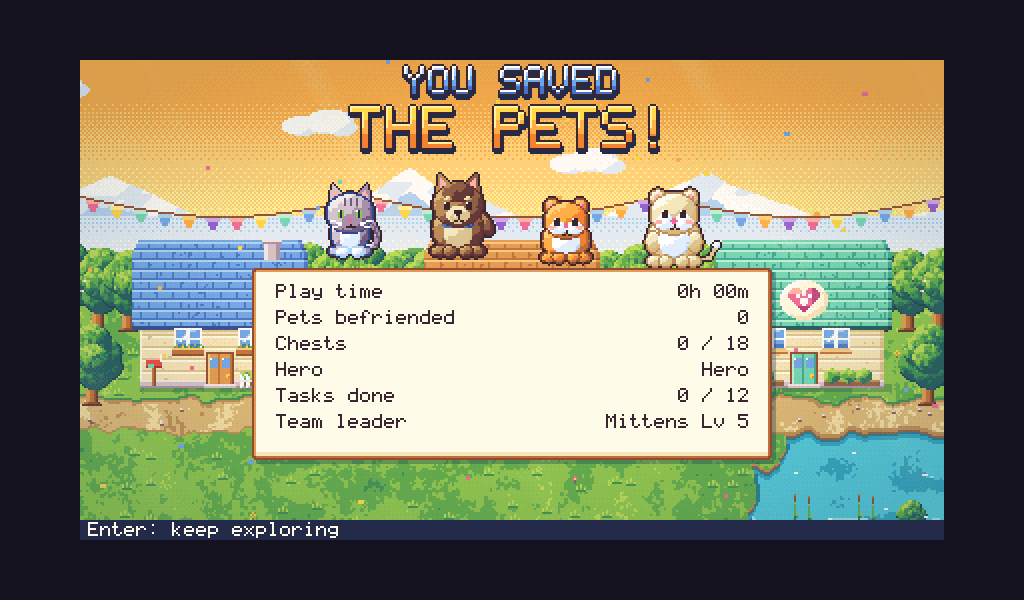 YOU SAVED
THE PETS!
Play time 0h 00m
Pets befriended 0
Chests 0 / 18
Hero Hero
Tasks done 0 / 12
Team leader Mittens Lv 5
Enter: keep exploring